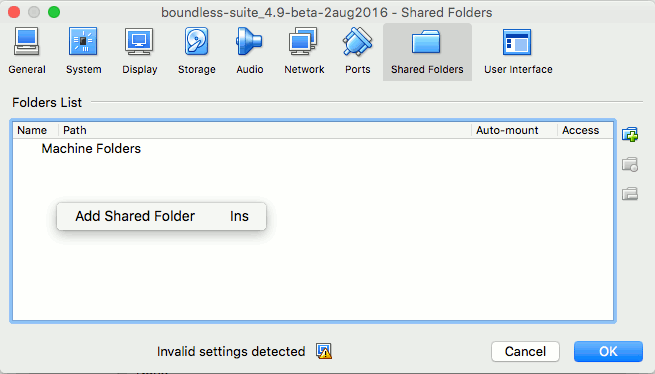 boundless-suite_4.9-beta-2aug2016 - Shared Folders
General System Display Storage Audio Network Ports Shared Folders User Interface
Folders List
Name Path Auto-mount Access
Machine Folders
Add Shared Folder Ins
Invalid settings detected Cancel OK